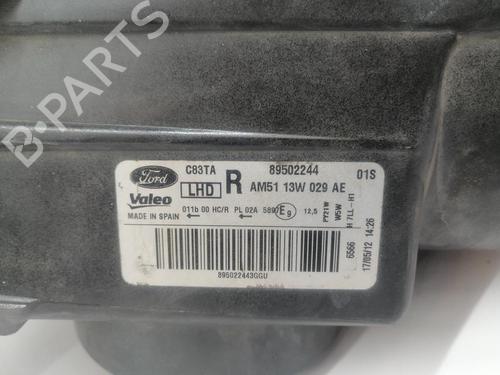 B-PARTS
Ford
C83TA
89502244
01S
LHD R AM51 13W 029 AE
Valeo
MADE IN SPAIN
011b 00 HC/R PL 02A 5897 E9 12,5
PY21W
W5W
H7LL-H1
6566
17/05/12 14:26
895022443GGU